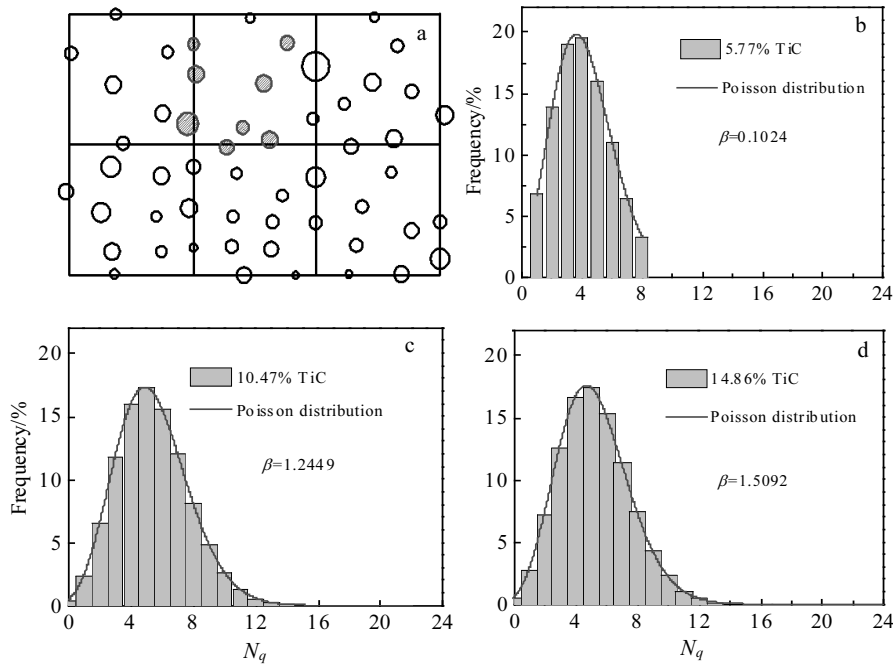 a
b
20
15
10
5
0
Frequency/%
5.77% TiC
Poisson distribution
β=0.1024
0 4 8 12 16 20 24
c
20
15
10
5
0
Frequency/%
10.47% TiC
Poisson distribution
β=1.2449
0 4 8 12 16 20 24
Nq
d
20
15
10
5
0
14.86% TiC
Poisson distribution
β=1.5092
0 4 8 12 16 20 24
Nq